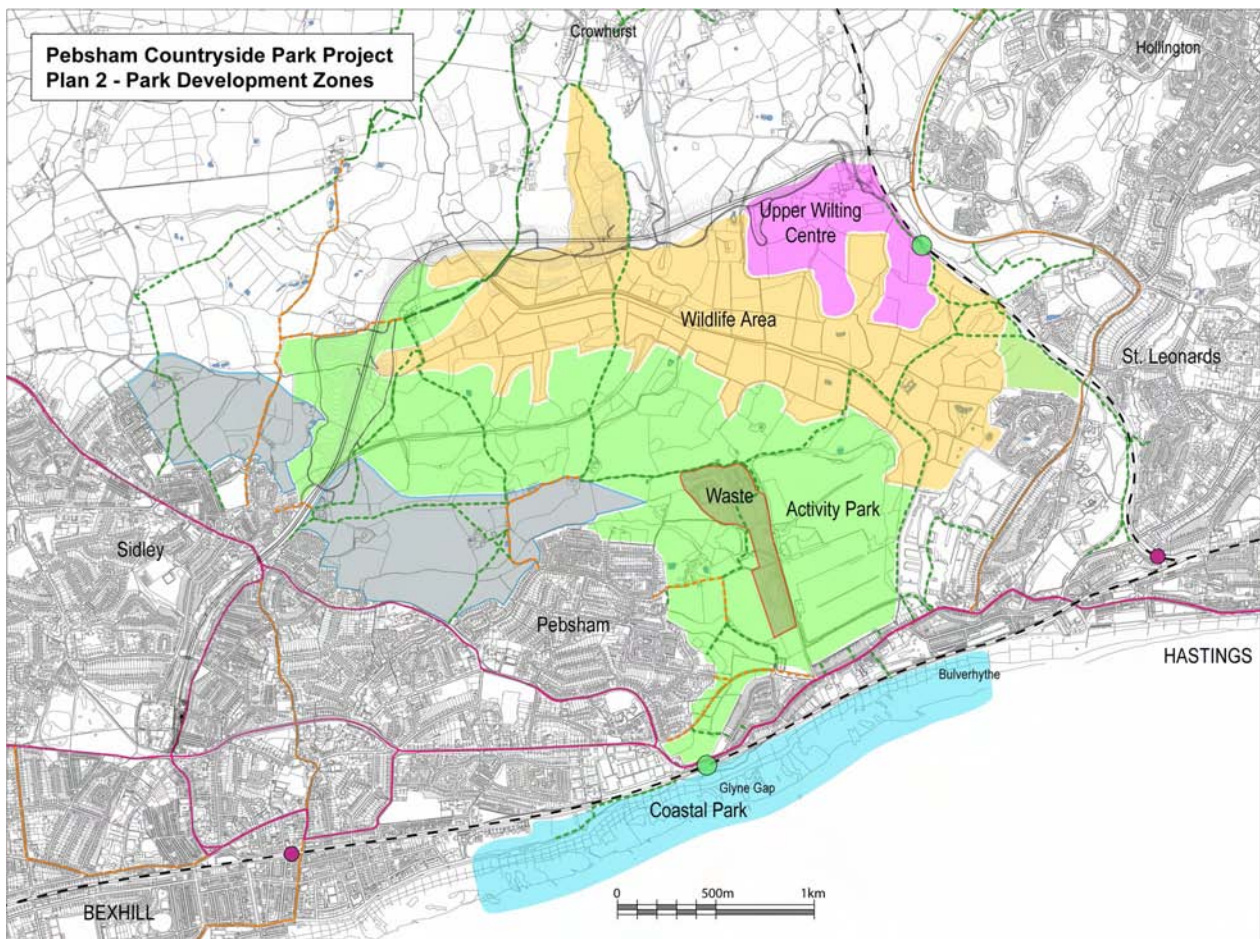 Pebsham Countryside Park Project
Plan 2 - Park Development Zones
Crowhurst
Hollington
Upper Wilting
Centre
Wildlife Area
St. Leonards
Waste
Activity Park
Sidley
Pebsham
HASTINGS
Bulverhythe
Glyne Gap
Coastal Park
0 500m 1km
BEXHILL